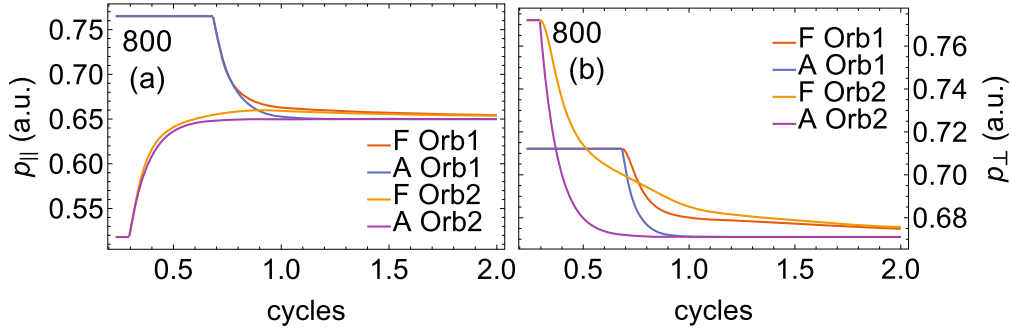 p∥ (a.u.)
0.75
0.70
0.65
0.60
0.55
800
(a)
F Orb1
A Orb1
F Orb2
A Orb2
0.5
1.0
1.5
2.0
cycles
800
(b)
F Orb1
A Orb1
F Orb2
A Orb2
0.76
0.74
0.72
0.70
0.68
p⊥ (a.u.)
0.5
1.0
1.5
2.0
cycles